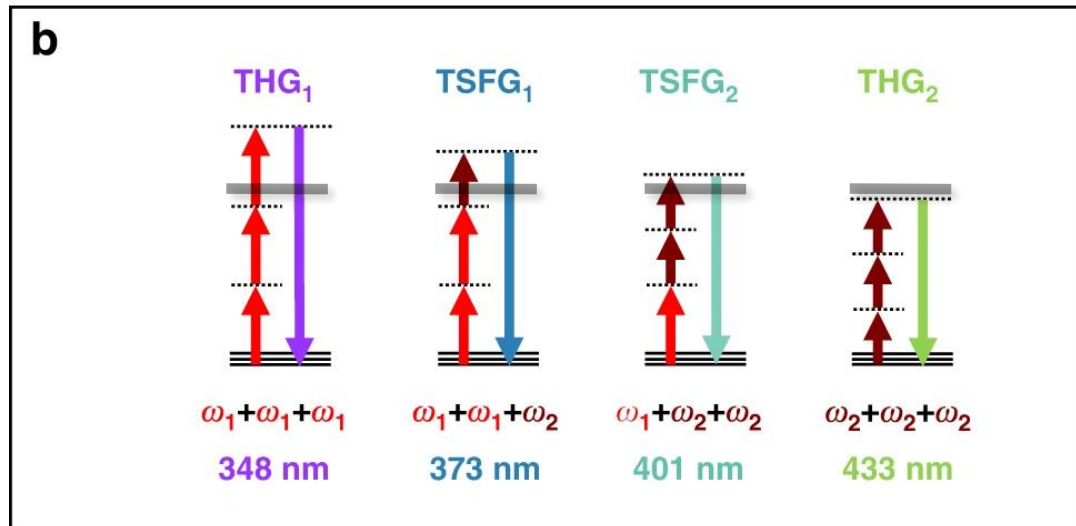 b
THG₁ TSFG₁ TSFG₂ THG₂
ω₁+ω₁+ω₁ ω₁+ω₁+ω₂ ω₁+ω₂+ω₂ ω₂+ω₂+ω₂
348 nm 373 nm 401 nm 433 nm